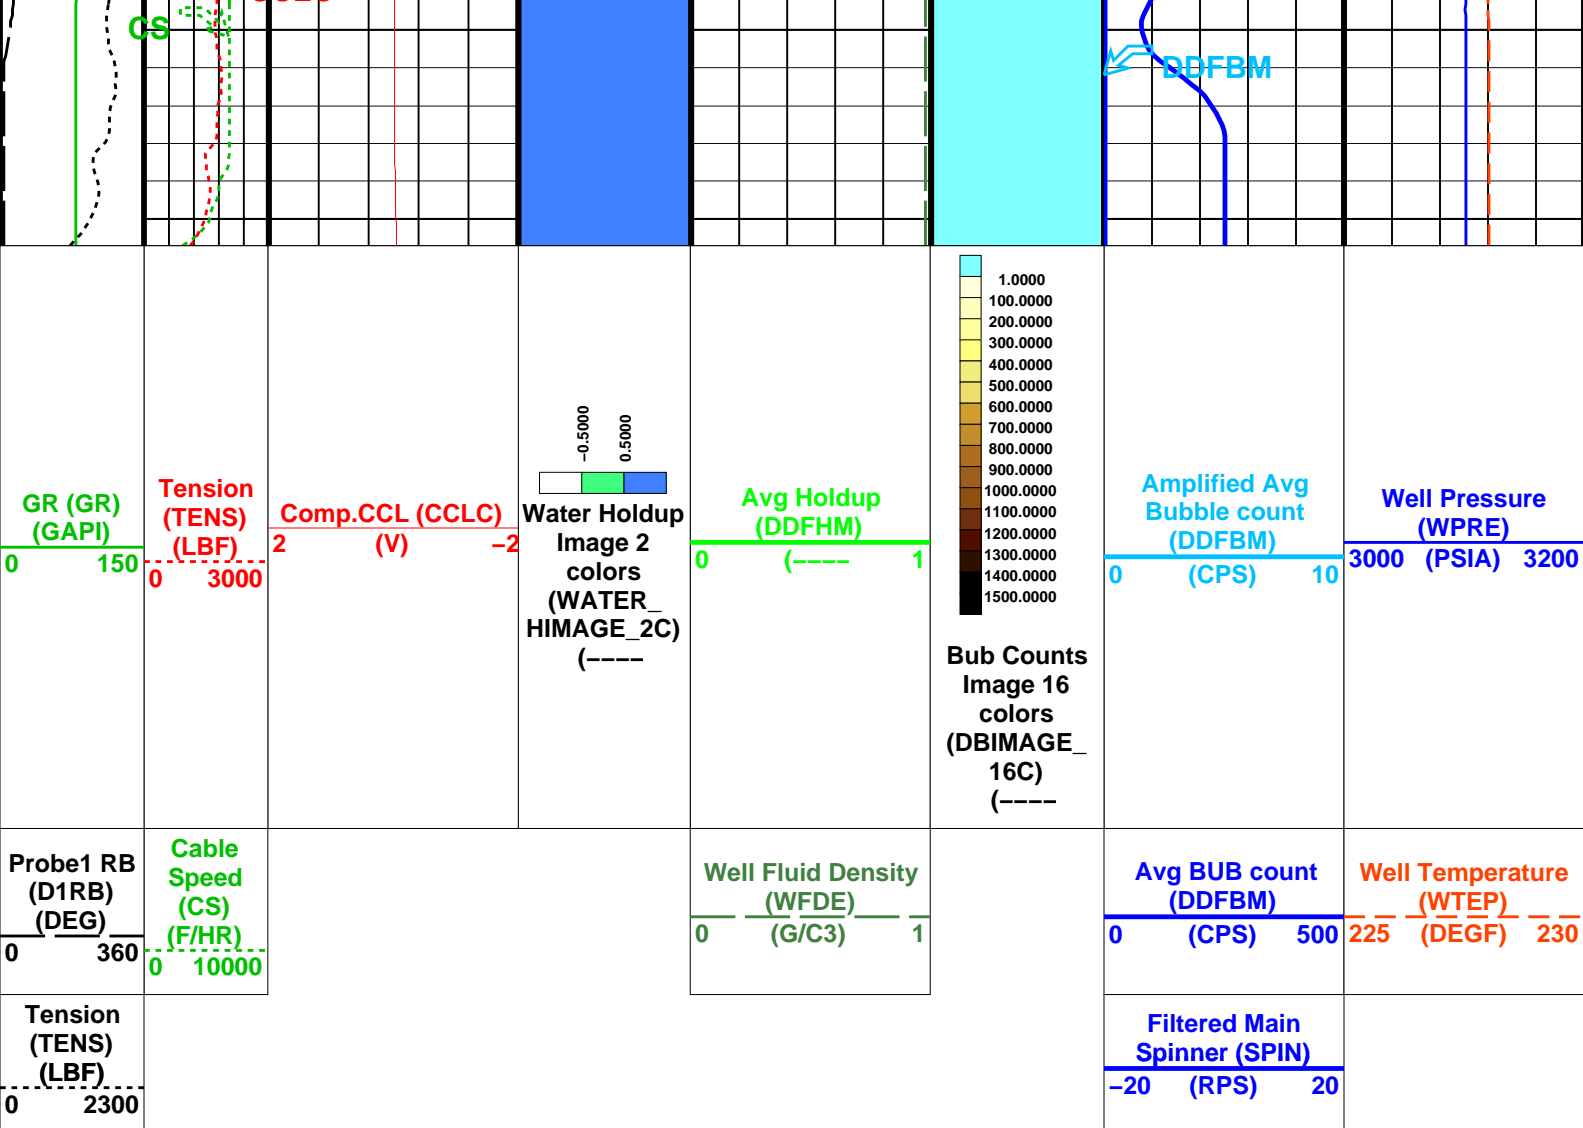 CS
DDFBM
GR (GR)
(GAPI)
0 150
Tension
(TENS)
(LBF)
0 3000
Comp.CCL (CCLC)
2 (V) −2
−0.5000
0.5000
Water Holdup
Image 2
colors
(WATER_
HIMAGE_2C)
(−−−−
Avg Holdup
(DDFHM)
0 (−−−− 1
1.0000
100.0000
200.0000
300.0000
400.0000
500.0000
600.0000
700.0000
800.0000
900.0000
1000.0000
1100.0000
1200.0000
1300.0000
1400.0000
1500.0000
Bub Counts
Image 16
colors
(DBIMAGE_
16C)
(−−−−
Amplified Avg
Bubble count
(DDFBM)
0 (CPS) 10
Well Pressure
(WPRE)
3000 (PSIA) 3200
Probe1 RB
(D1RB)
(DEG)
0 360
Cable
Speed
(CS)
(F/HR)
0 10000
Well Fluid Density
(WFDE)
0 (G/C3) 1
Avg BUB count
(DDFBM)
0 (CPS) 500
Well Temperature
(WTEP)
225 (DEGF) 230
Tension
(TENS)
(LBF)
0 2300
Filtered Main
Spinner (SPIN)
−20 (RPS) 20